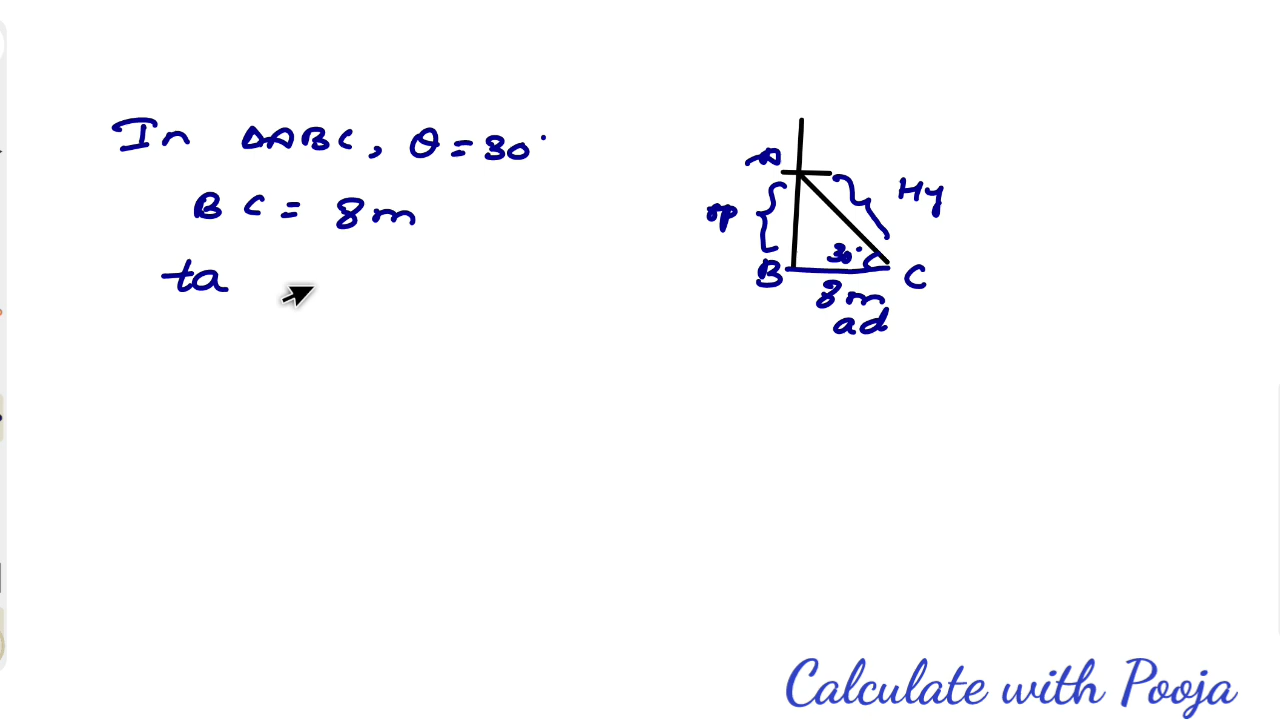 In ΔABC, θ = 30°
BC = 8m
ta
A
Hy
op
30°
B
C
8m
ad
Calculate with Pooja